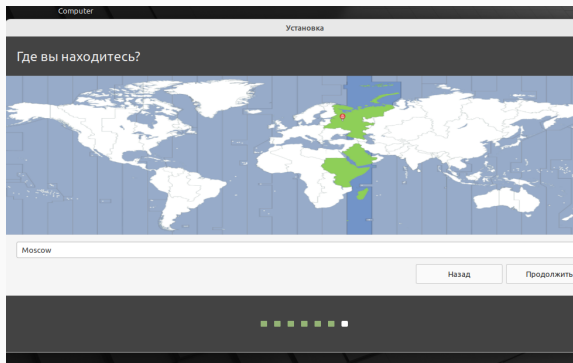 Computer
Установка
Где вы находитесь?
Moscow
Назад
Продолжить